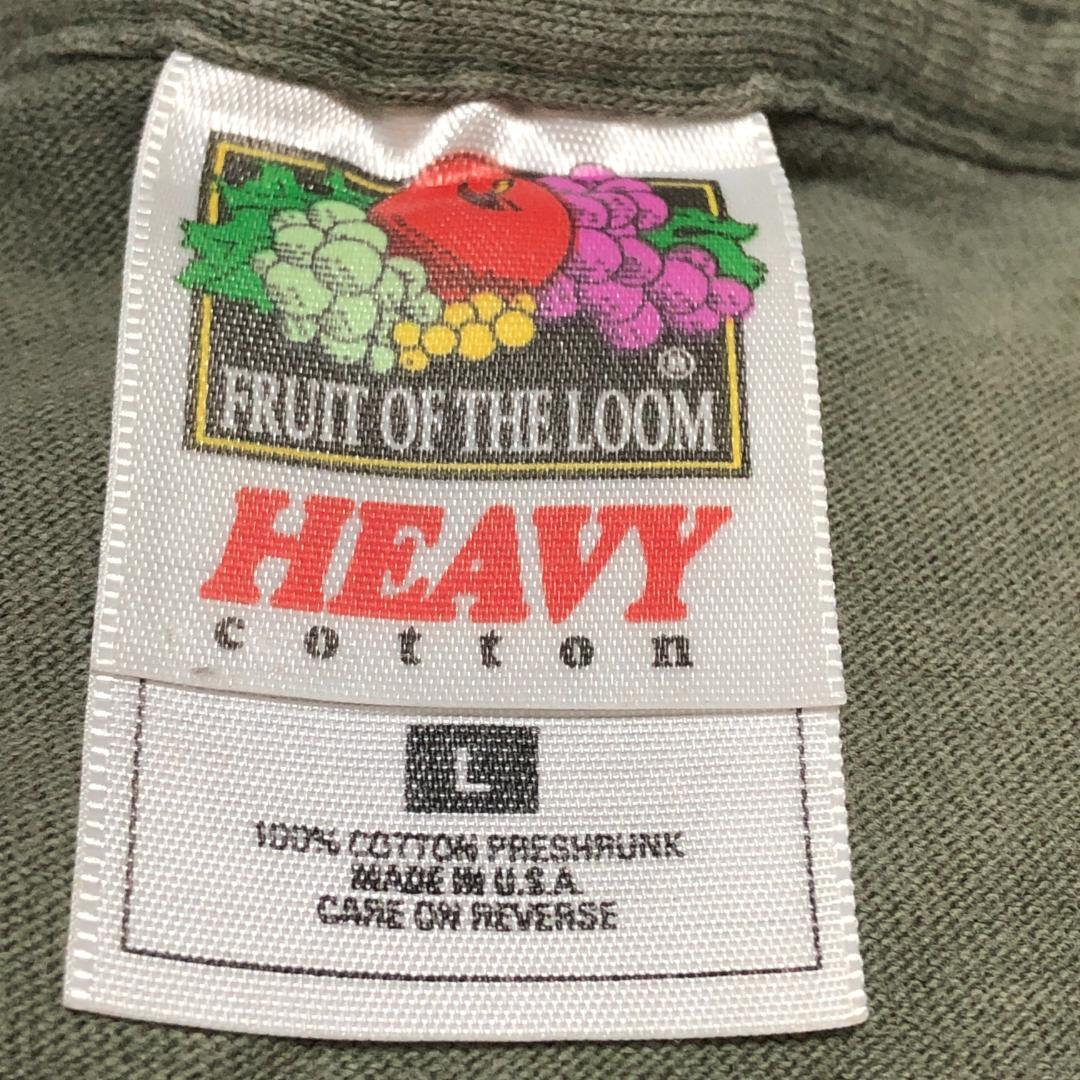 ®
FRUIT OF THE LOOM
HEAVY
cotton
L
100% COTTON PRESHRUNK
MADE IN U.S.A.
CARE ON REVERSE